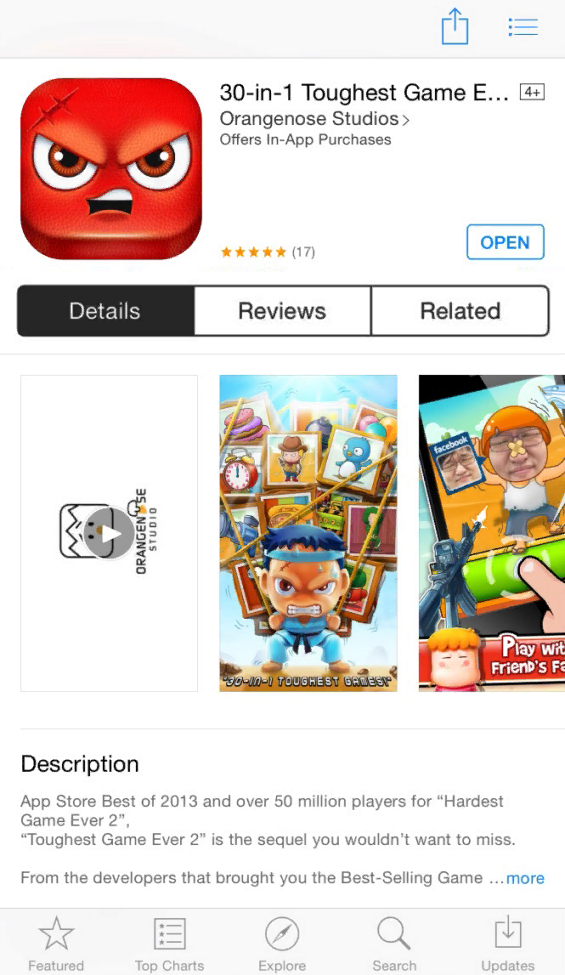 30-in-1 Toughest Game E...
4+
Orangenose Studios
Offers In-App Purchases
(17)
OPEN
Details
Reviews
Related
ORANGENOSE
STUDIO
"30-IN-1 TOUGHEST GAMES!"
facebook
Play wit
Friend's Fa
Description
App Store Best of 2013 and over 50 million players for “Hardest
Game Ever 2”,
“Toughest Game Ever 2” is the sequel you wouldn’t want to miss.
From the developers that brought you the Best-Selling Game ...more
Featured
Top Charts
Explore
Search
Updates